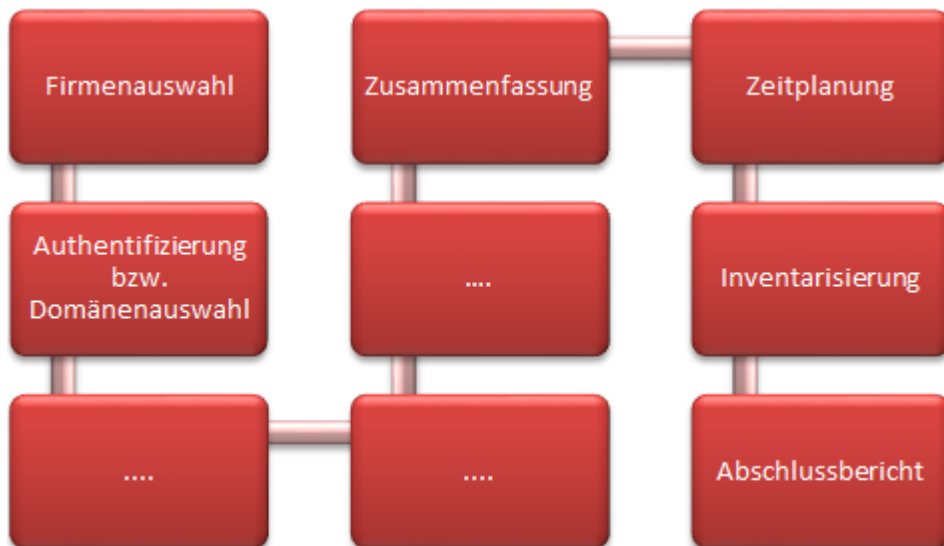 Firmenauswahl
Authentifizierung
bzw.
Domänenauswahl
....
....
....
Zusammenfassung
Zeitplanung
Inventarisierung
Abschlussbericht